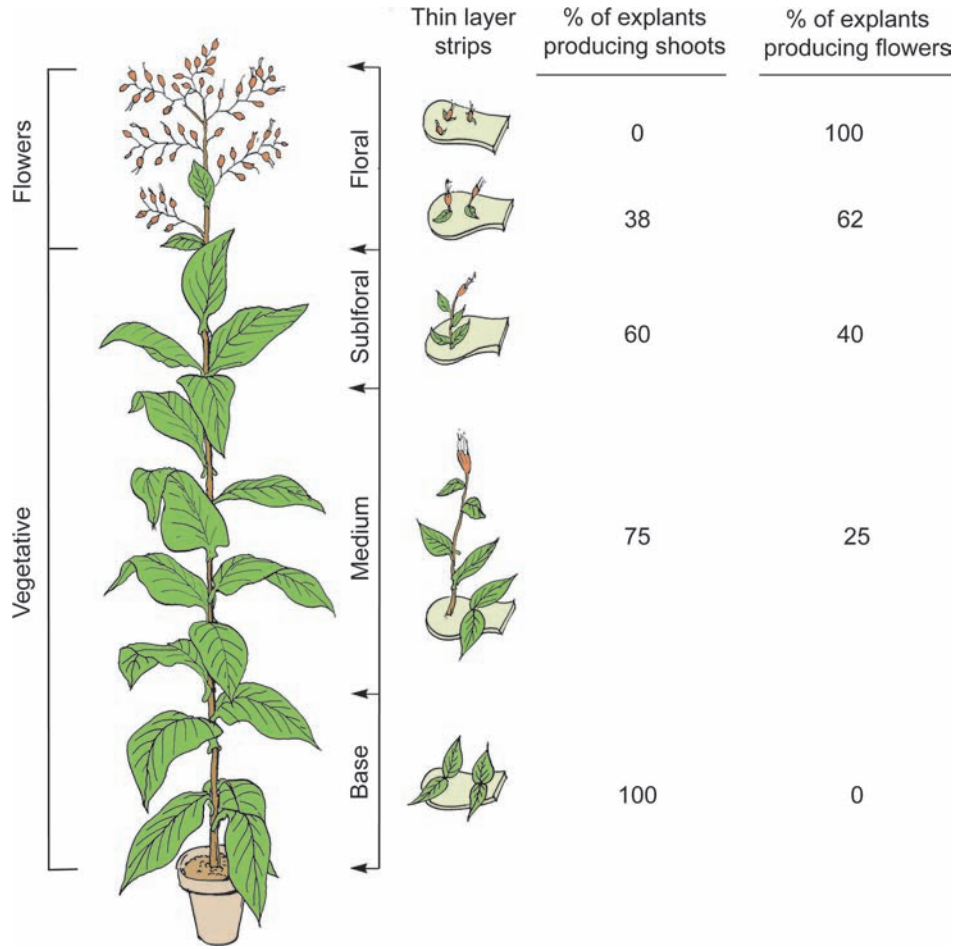 Thin layer
strips
% of explants
producing shoots
% of explants
producing flowers
Flowers
Floral
0 100
38 62
Vegetative
Sublforal
60 40
Medium
75 25
Base
100 0